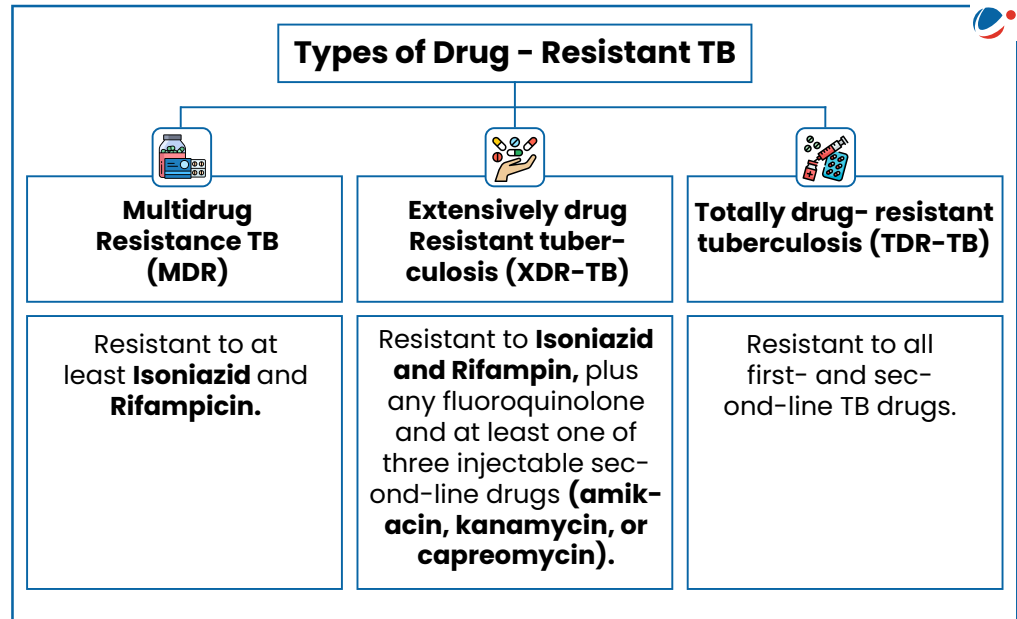 Types of Drug - Resistant TB
Multidrug
Resistance TB
(MDR)
Extensively drug
Resistant tuber-
culosis (XDR-TB)
Totally drug- resistant
tuberculosis (TDR-TB)
Resistant to at
least Isoniazid and
Rifampicin.
Resistant to Isoniazid
and Rifampin, plus
any fluoroquinolone
and at least one of
three injectable sec-
ond-line drugs (amik-
acin, kanamycin, or
capreomycin).
Resistant to all
first- and sec-
ond-line TB drugs.